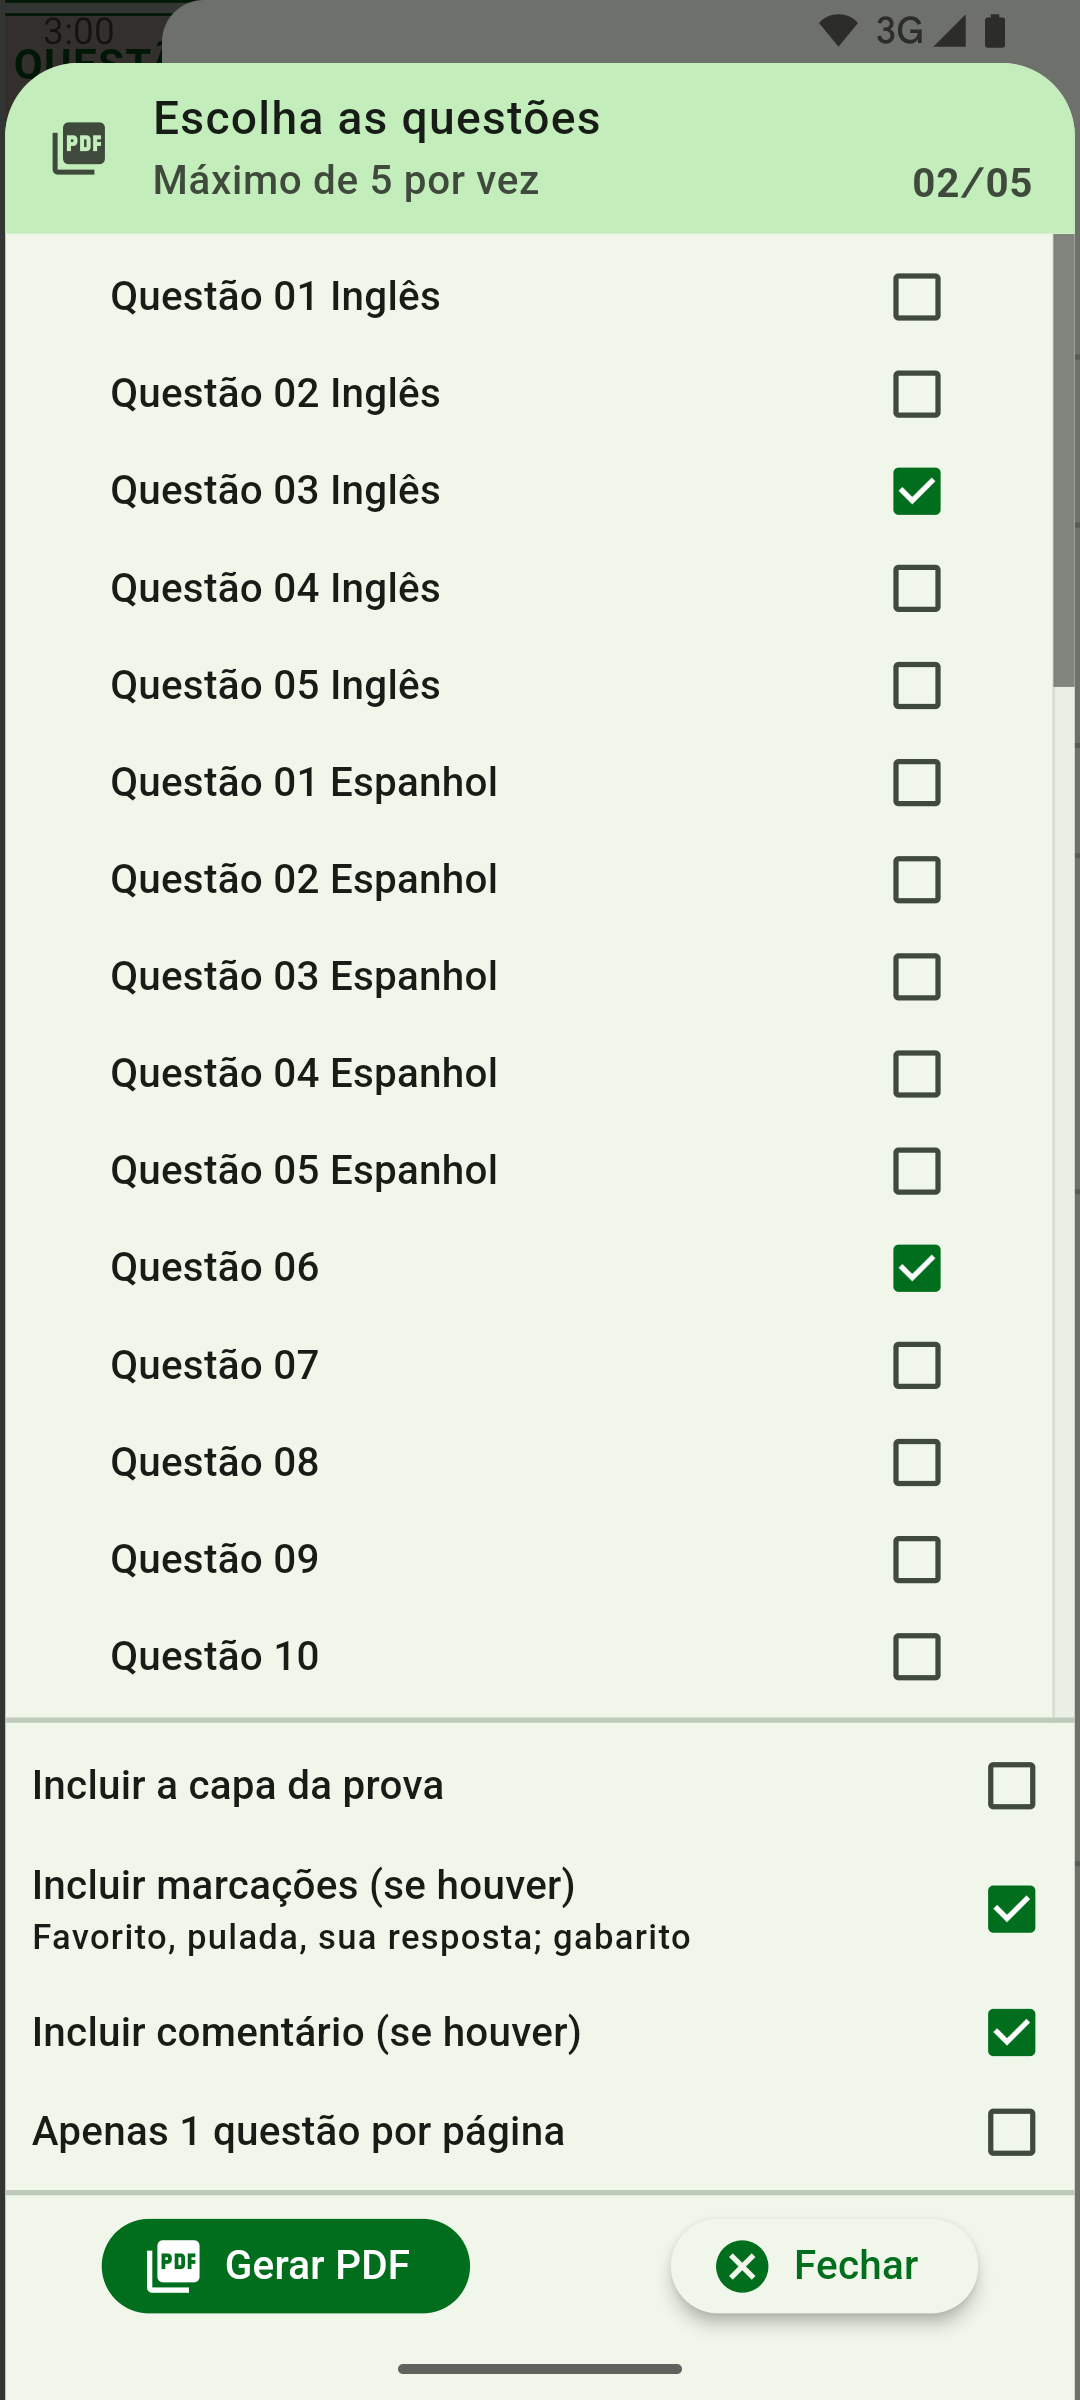 3:00
3G
Escolha as questões
Máximo de 5 por vez
02/05
Questão 01 Inglês
Questão 02 Inglês
Questão 03 Inglês
Questão 04 Inglês
Questão 05 Inglês
Questão 01 Espanhol
Questão 02 Espanhol
Questão 03 Espanhol
Questão 04 Espanhol
Questão 05 Espanhol
Questão 06
Questão 07
Questão 08
Questão 09
Questão 10
Incluir a capa da prova
Incluir marcações (se houver)
Favorito, pulada, sua resposta; gabarito
Incluir comentário (se houver)
Apenas 1 questão por página
PDF Gerar PDF
Fechar